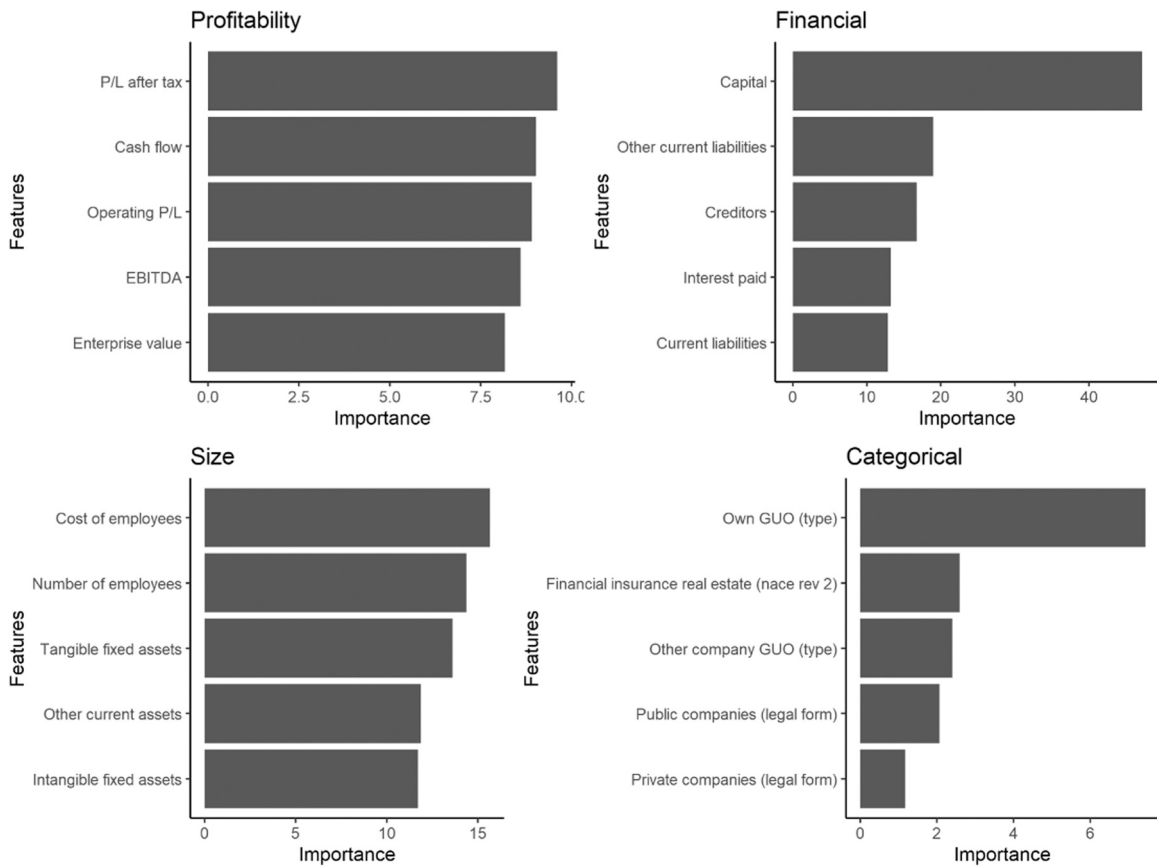 Profitability
Features
P/L after tax
Cash flow
Operating P/L
EBITDA
Enterprise value
0.0 2.5 5.0 7.5 10.0
Importance
Financial
Features
Capital
Other current liabilities
Creditors
Interest paid
Current liabilities
0 10 20 30 40
Importance
Size
Features
Cost of employees
Number of employees
Tangible fixed assets
Other current assets
Intangible fixed assets
0 5 10 15
Importance
Categorical
Features
Own GUO (type)
Financial insurance real estate (nace rev 2)
Other company GUO (type)
Public companies (legal form)
Private companies (legal form)
0 2 4 6
Importance